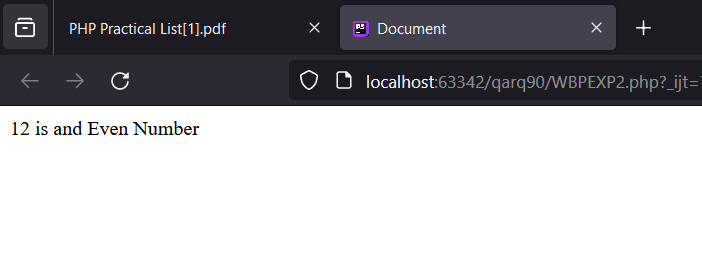 PHP Practical List[1].pdf
Document
localhost:63342/qarq90/WBPEXP2.php?_ijt=
12 is and Even Number